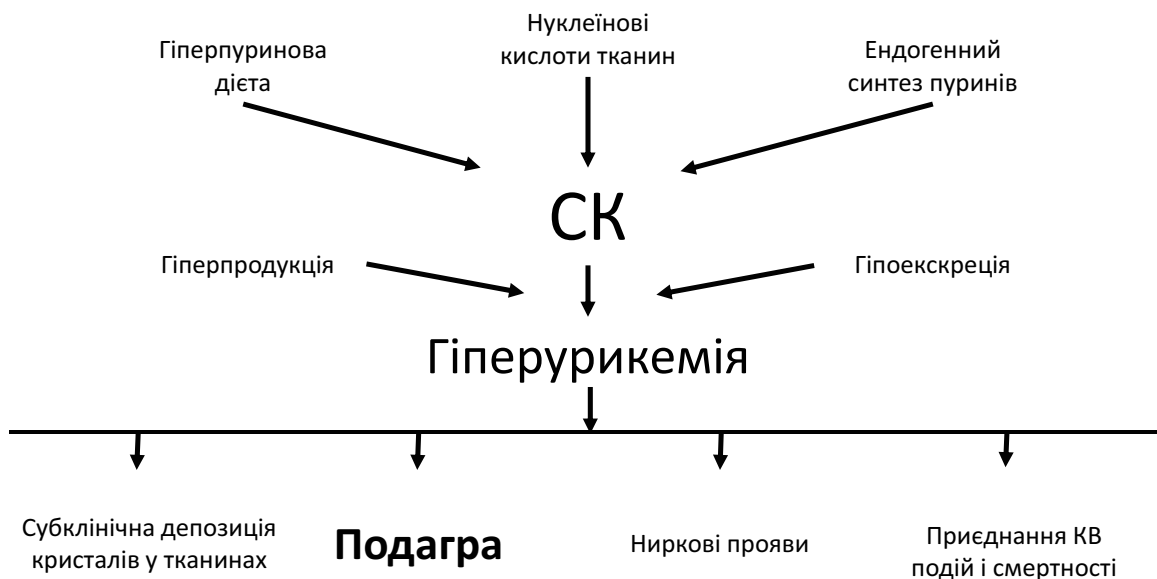 Гіперпуринова
дієта
Нуклеїнові
кислоти тканин
Ендогенний
синтез пуринів
СК
Гіперпродукція
Гіпоекскреція
Гіперурикемія
Субклінічна депозиція
кристалів у тканинах
Подагра
Ниркові прояви
Приєднання КВ
подій і смертності